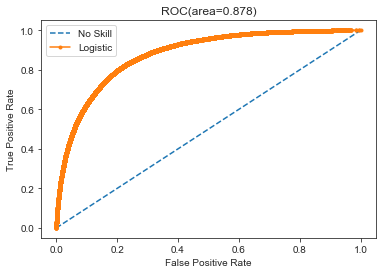 ROC(area=0.878)
No Skill
Logistic
True Positive Rate
1.0
0.8
0.6
0.4
0.2
0.0
0.0 0.2 0.4 0.6 0.8 1.0
False Positive Rate